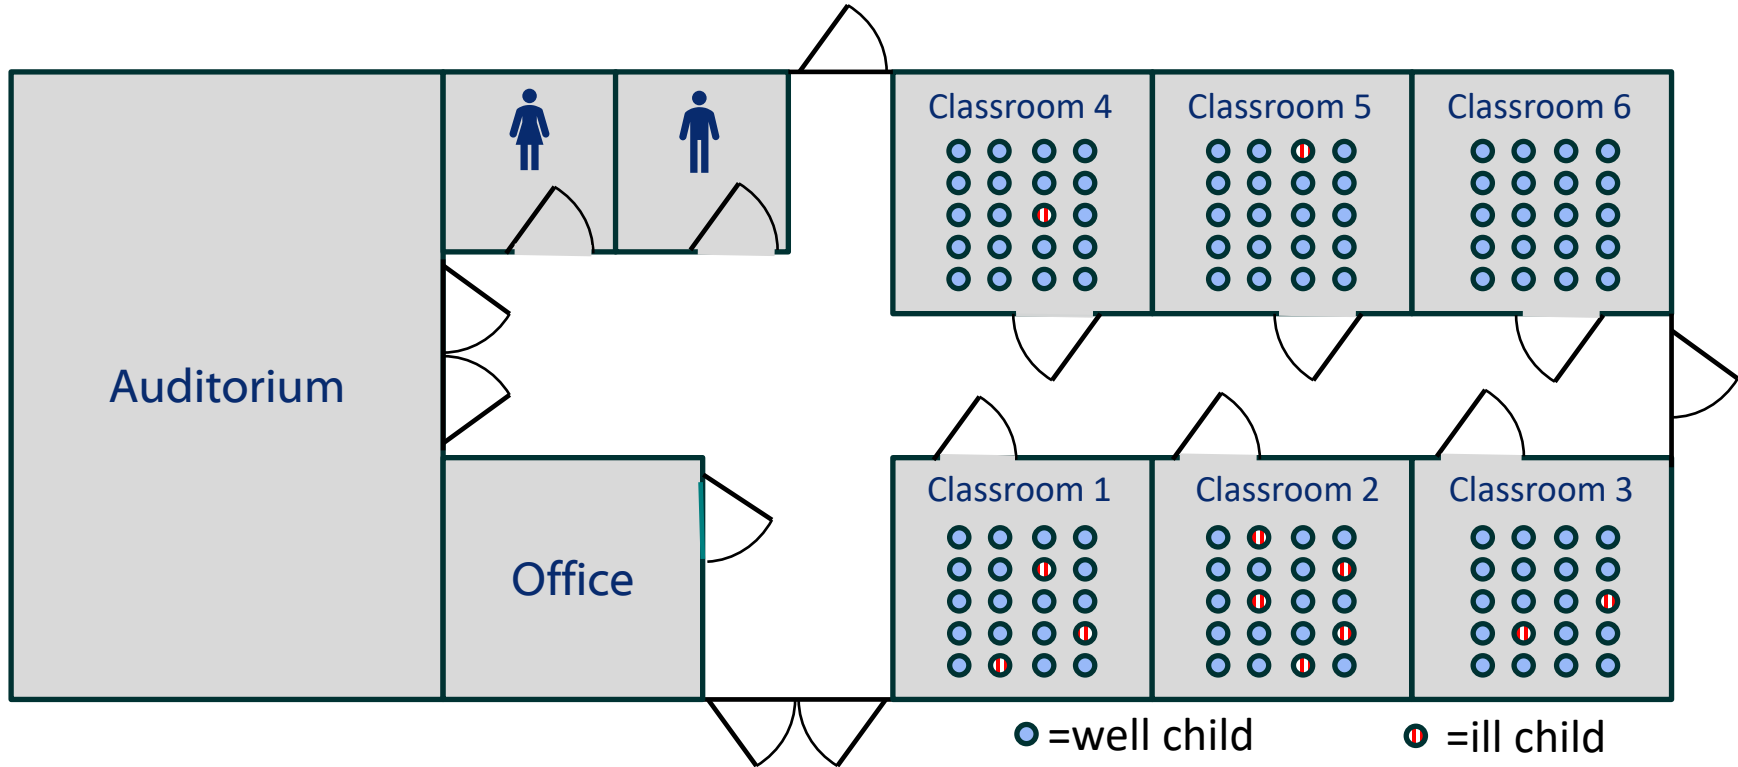 Classroom 4
Classroom 5
Classroom 6
Auditorium
Classroom 1
Classroom 2
Classroom 3
Office
=well child
=ill child